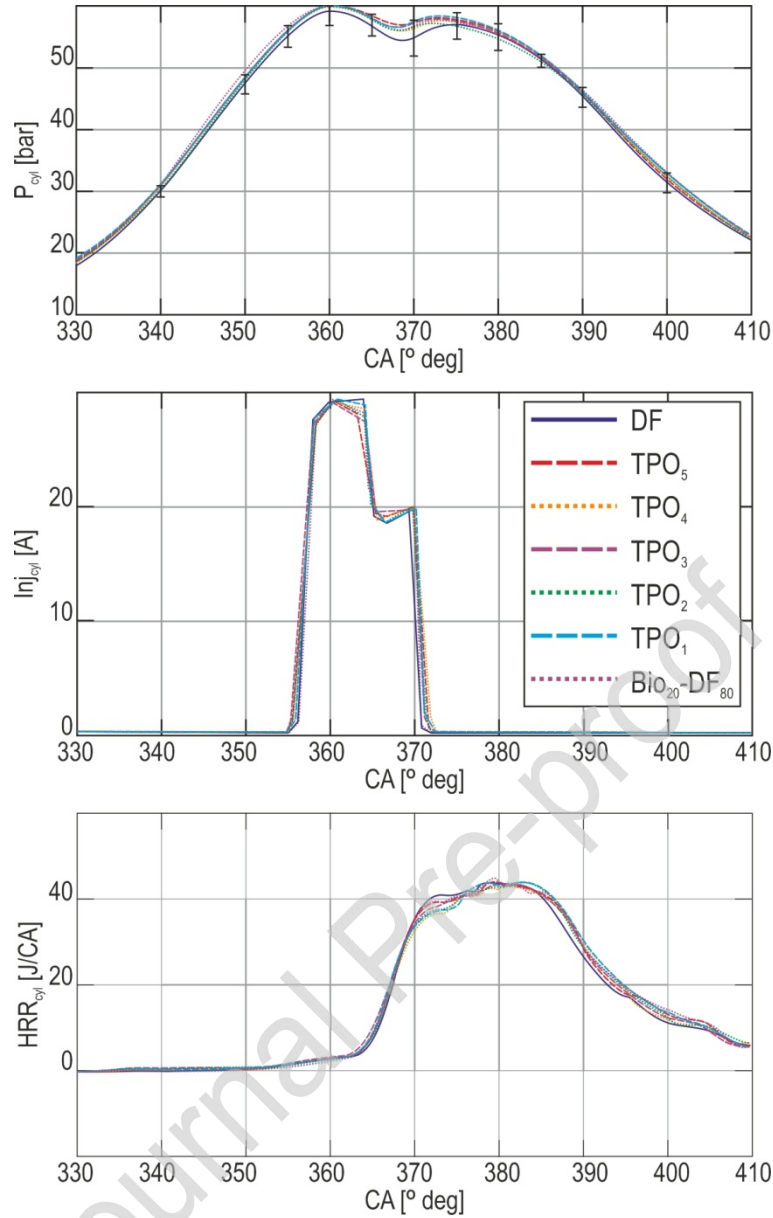 50
40
30
20
10
P_cyl [bar]
330 340 350 360 370 380 390 400 410
CA [º deg]
20
10
0
Inj_cyl [A]
DF
TPO₅
TPO₄
TPO₃
TPO₂
TPO₁
Bio₂₀-DF₈₀
330 340 350 360 370 380 390 400 410
CA [º deg]
40
20
0
HRR_cyl [J/CA]
330 340 350 360 370 380 390 400 410
CA [º deg]
Journal Pre-proof